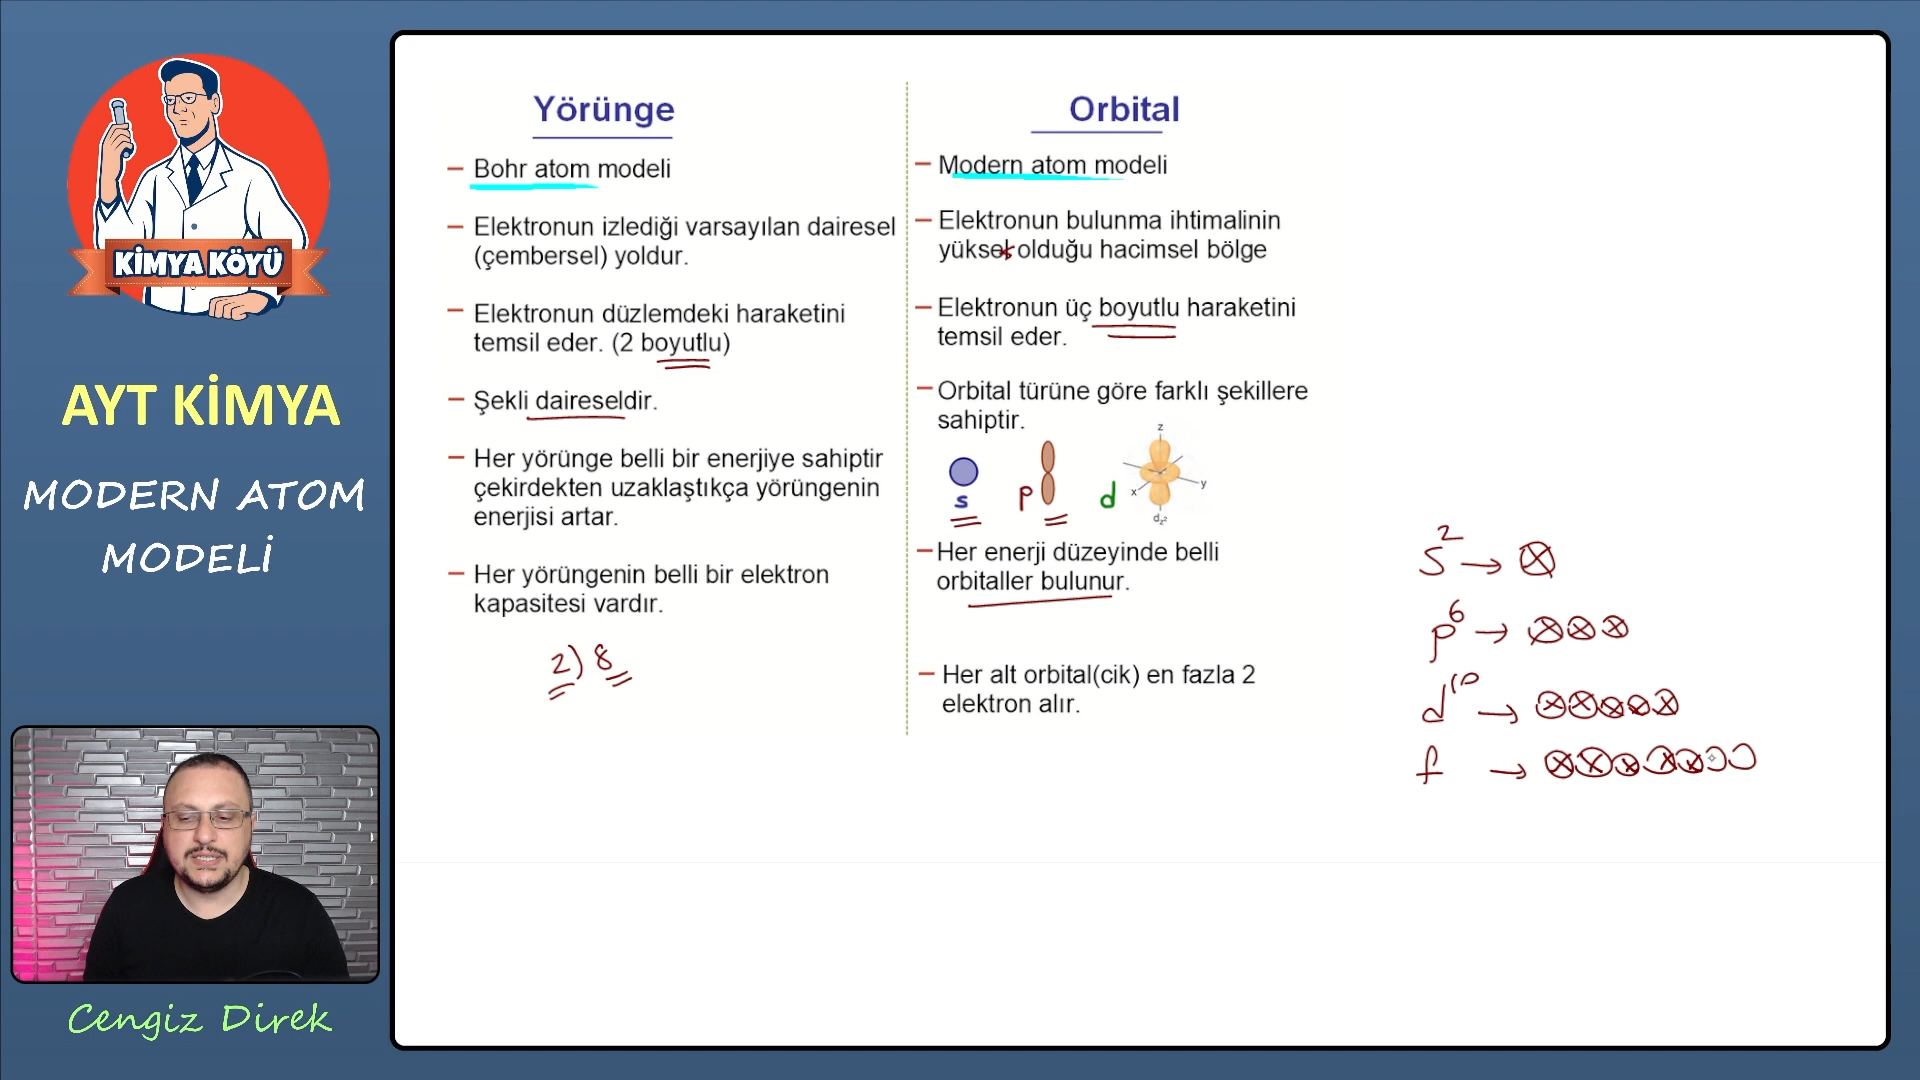 KİMYA KÖYÜ
AYT KİMYA
MODERN ATOM
MODELİ
Cengiz Direk
Yörünge
– Bohr atom modeli
– Elektronun izlediği varsayılan dairesel
(çembersel) yoldur.
– Elektronun düzlemdeki haraketini
temsil eder. (2 boyutlu)
– Şekli daireseldir.
– Her yörünge belli bir enerjiye sahiptir
çekirdekten uzaklaştıkça yörüngenin
enerjisi artar.
– Her yörüngenin belli bir elektron
kapasitesi vardır.
2) 8
Orbital
– Modern atom modeli
– Elektronun bulunma ihtimalinin
yüksek olduğu hacimsel bölge
– Elektronun üç boyutlu haraketini
temsil eder.
– Orbital türüne göre farklı şekillere
sahiptir.
s p d
z
x y
dz²
– Her enerji düzeyinde belli
orbitaller bulunur.
– Her alt orbital(cik) en fazla 2
elektron alır.
s² →
p⁶ →
d¹⁰ →
f →